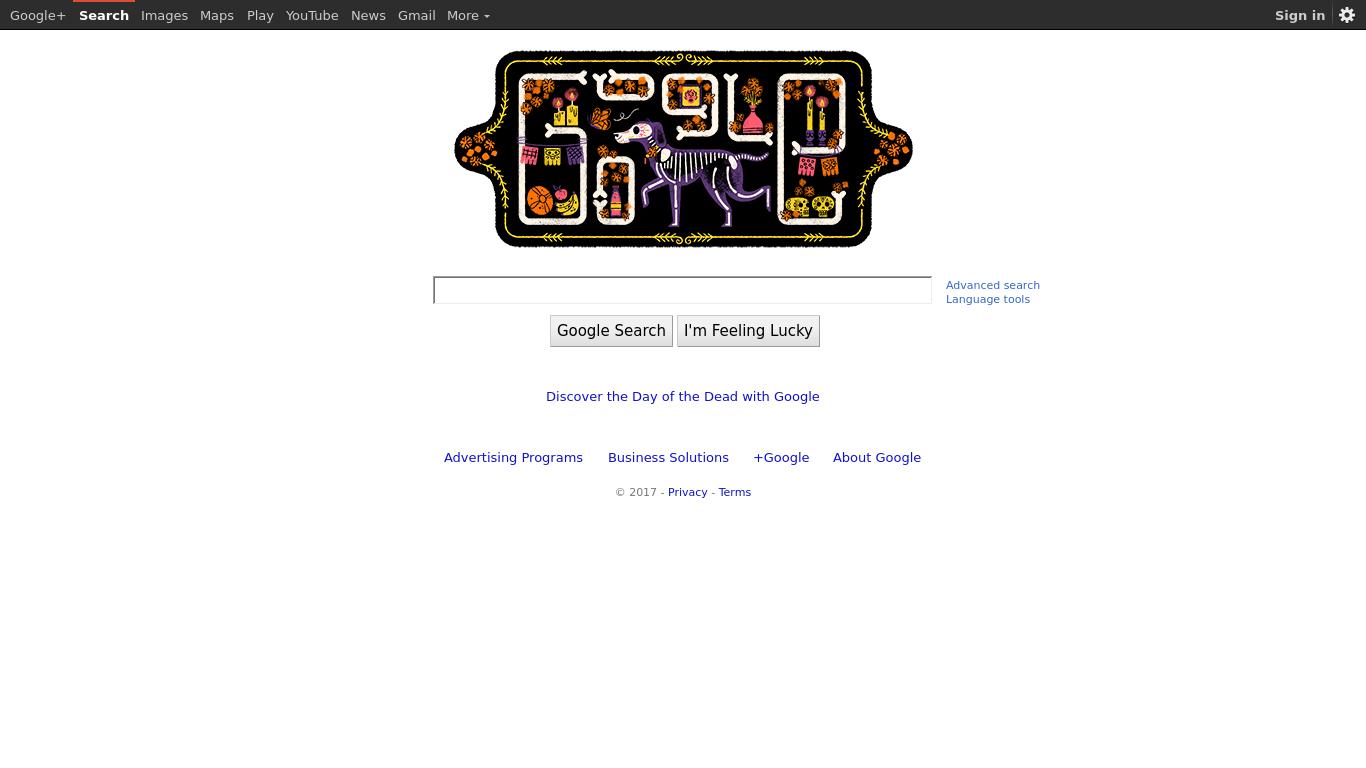 Google+ Search Images Maps Play YouTube News Gmail More Sign in
Google
Advanced search
Language tools
Google Search I'm Feeling Lucky
Discover the Day of the Dead with Google
Advertising Programs Business Solutions +Google About Google
© 2017 - Privacy - Terms